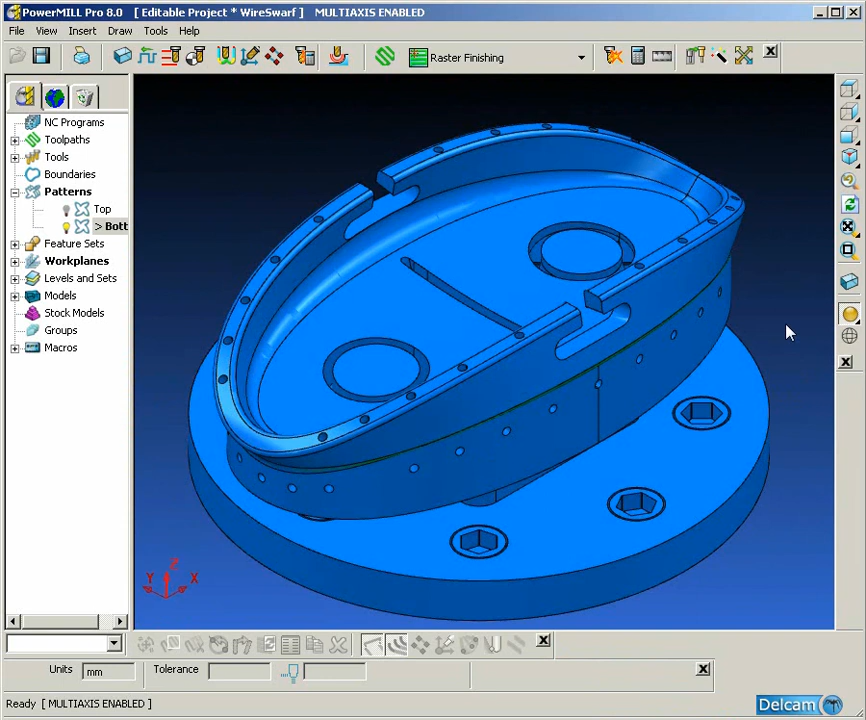 PowerMILL Pro 8.0 [ Editable Project * WireSwarf ] MULTIAXIS ENABLED
File View Insert Draw Tools Help
Raster Finishing
NC Programs
Toolpaths
Tools
Boundaries
Patterns
Top
> Bott
Feature Sets
Workplanes
Levels and Sets
Models
Stock Models
Groups
Macros
Z
Y X
Units mm Tolerance
Ready [ MULTIAXIS ENABLED ]
Delcam